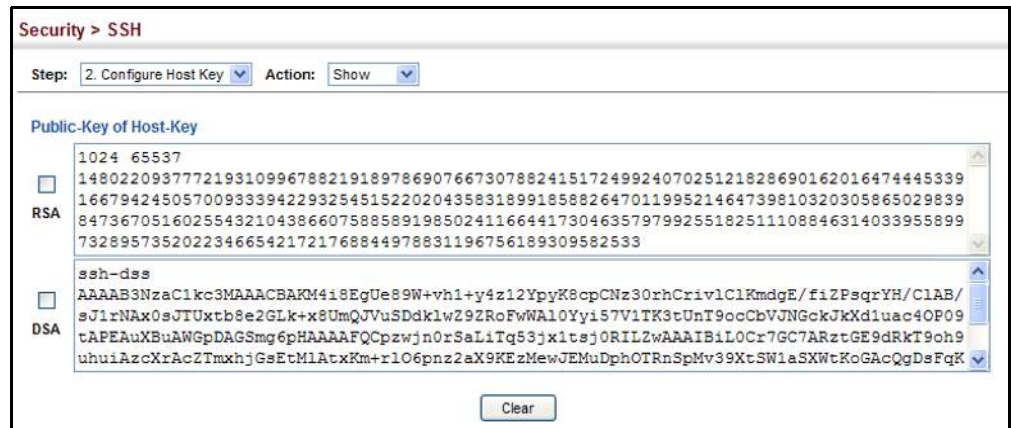 Security > SSH
Step: 2. Configure Host Key Action: Show
Public-Key of Host-Key
1024 65537
RSA
1480220937772193109967882191897869076673078824151724992407025121828690162016474445339
1667942450570093339422932545152202043583189918588264701199521464739810320305865029839
8473670516025543210438660758858919850241166441730463579799255182511108846314033955899
732895735202234665421721768844978831196756189309582533
ssh-dss
DSA
AAAAB3NzaC1kc3MAAACBAKM4i8EgUe89W+vh1+y4z12YpyK8cpCNz30rhCrivlClKmdgE/fiZPsqrYH/ClAB/
sJ1rNAx0sJTUxtb8e2GLk+x8UmQJVuSDdklwZ9ZRoFwWAl0Yyi57V1TK3tUnT9ocCbVJNGckJkXd1uac4OP09
tAPEAuXBuAWGpDAGSmg6pHAAAAFQCpzwjn0rSaLiTq53jx1tsj0RILZwAAAIBiL0Cr7GC7ARztGE9dRkT9oh9
uhuiAzcXrAcZTmxhjGsEtMlAtxKm+rlO6pnz2aX9KEzMewJEMuDphOTRnSpMv39XtSW1aSXWtKoGAcQgDsFqK
Clear